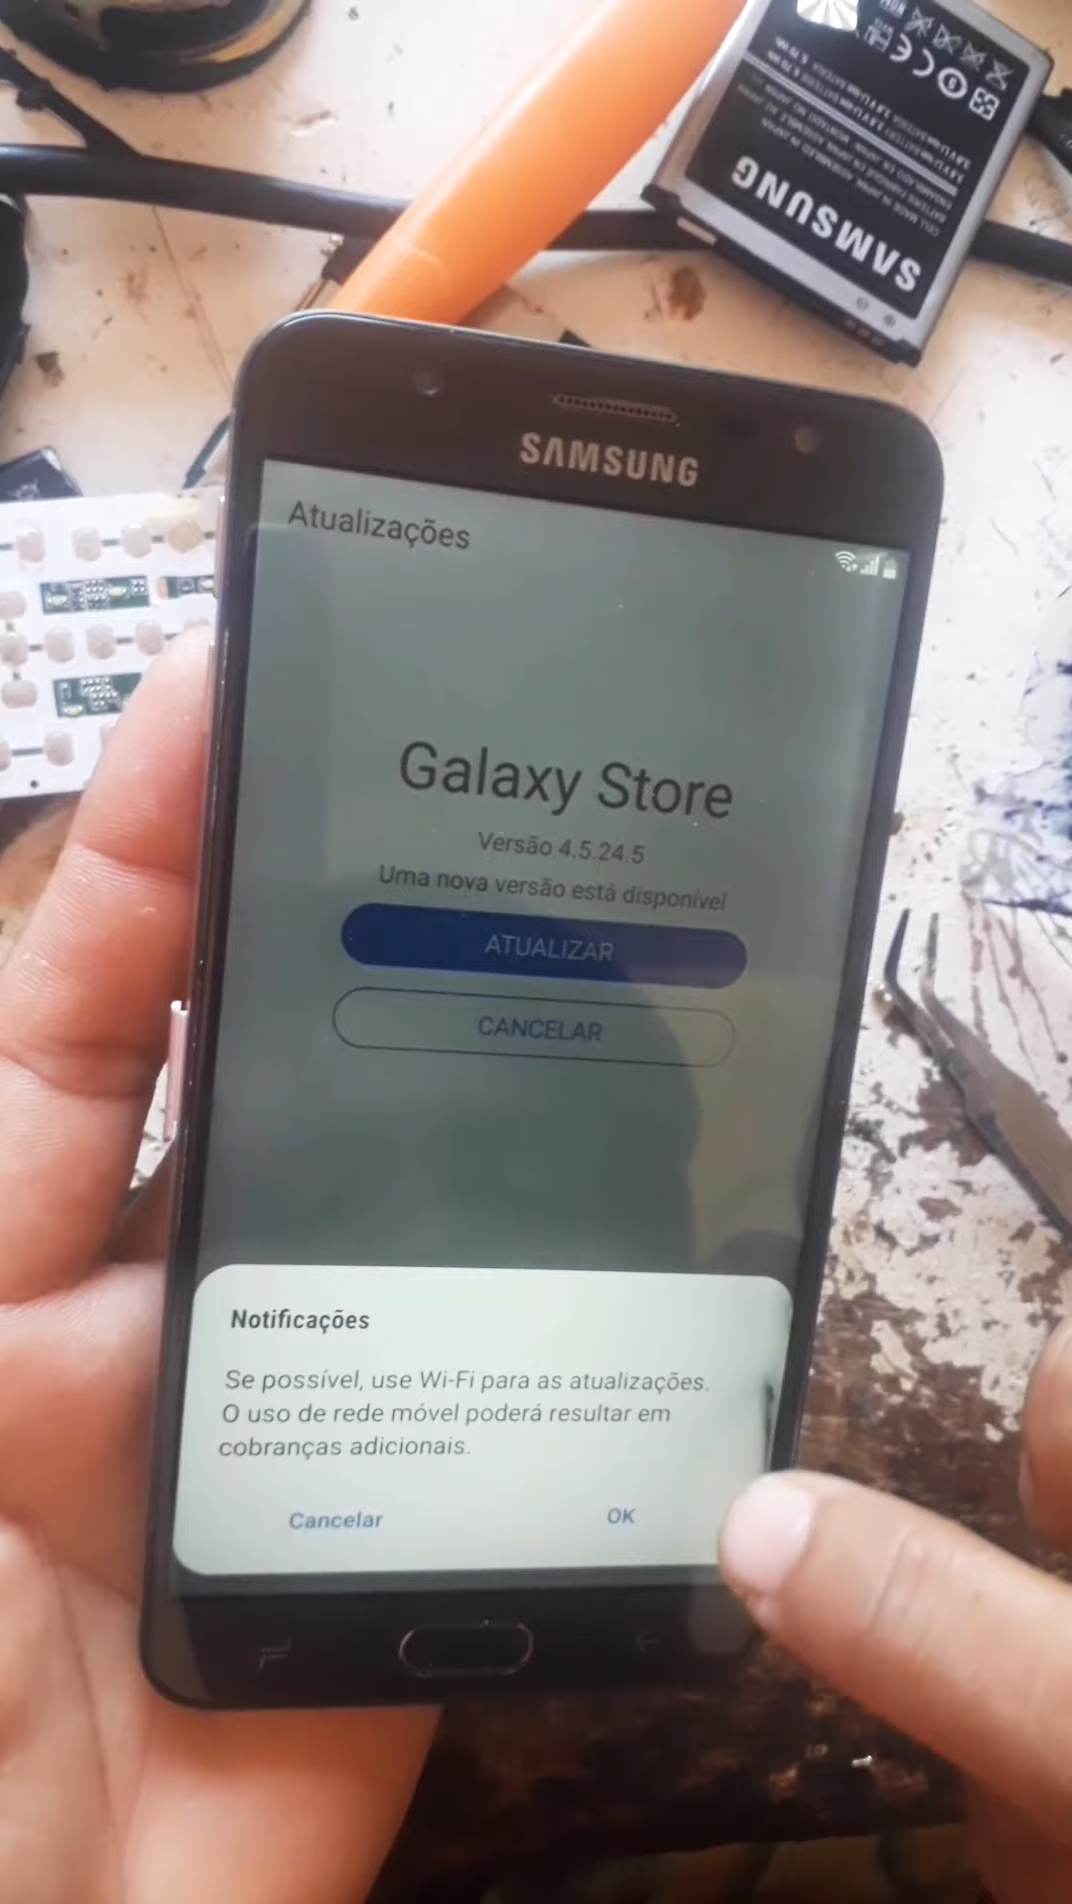 SAMSUNG
SAMSUNG
Atualizações
Galaxy Store
Versão 4.5.24.5
Uma nova versão está disponível
ATUALIZAR
CANCELAR
Notificações
Se possível, use Wi-Fi para as atualizações.
O uso de rede móvel poderá resultar em
cobranças adicionais.
Cancelar
OK